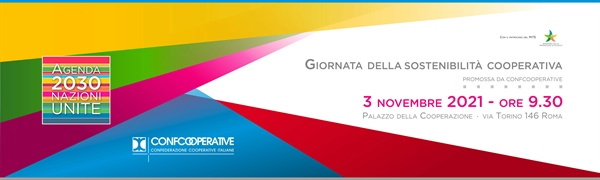 AGENDA
2030
NAZIONI
UNITE
CONFCOOPERATIVE
CONFEDERAZIONE COOPERATIVE ITALIANE
GIORNATA DELLA SOSTENIBILITÀ COOPERATIVA
PROMOSSA DA CONFCOOPERATIVE
3 NOVEMBRE 2021 - ORE 9.30
PALAZZO DELLA COOPERAZIONE - VIA TORINO 146 ROMA